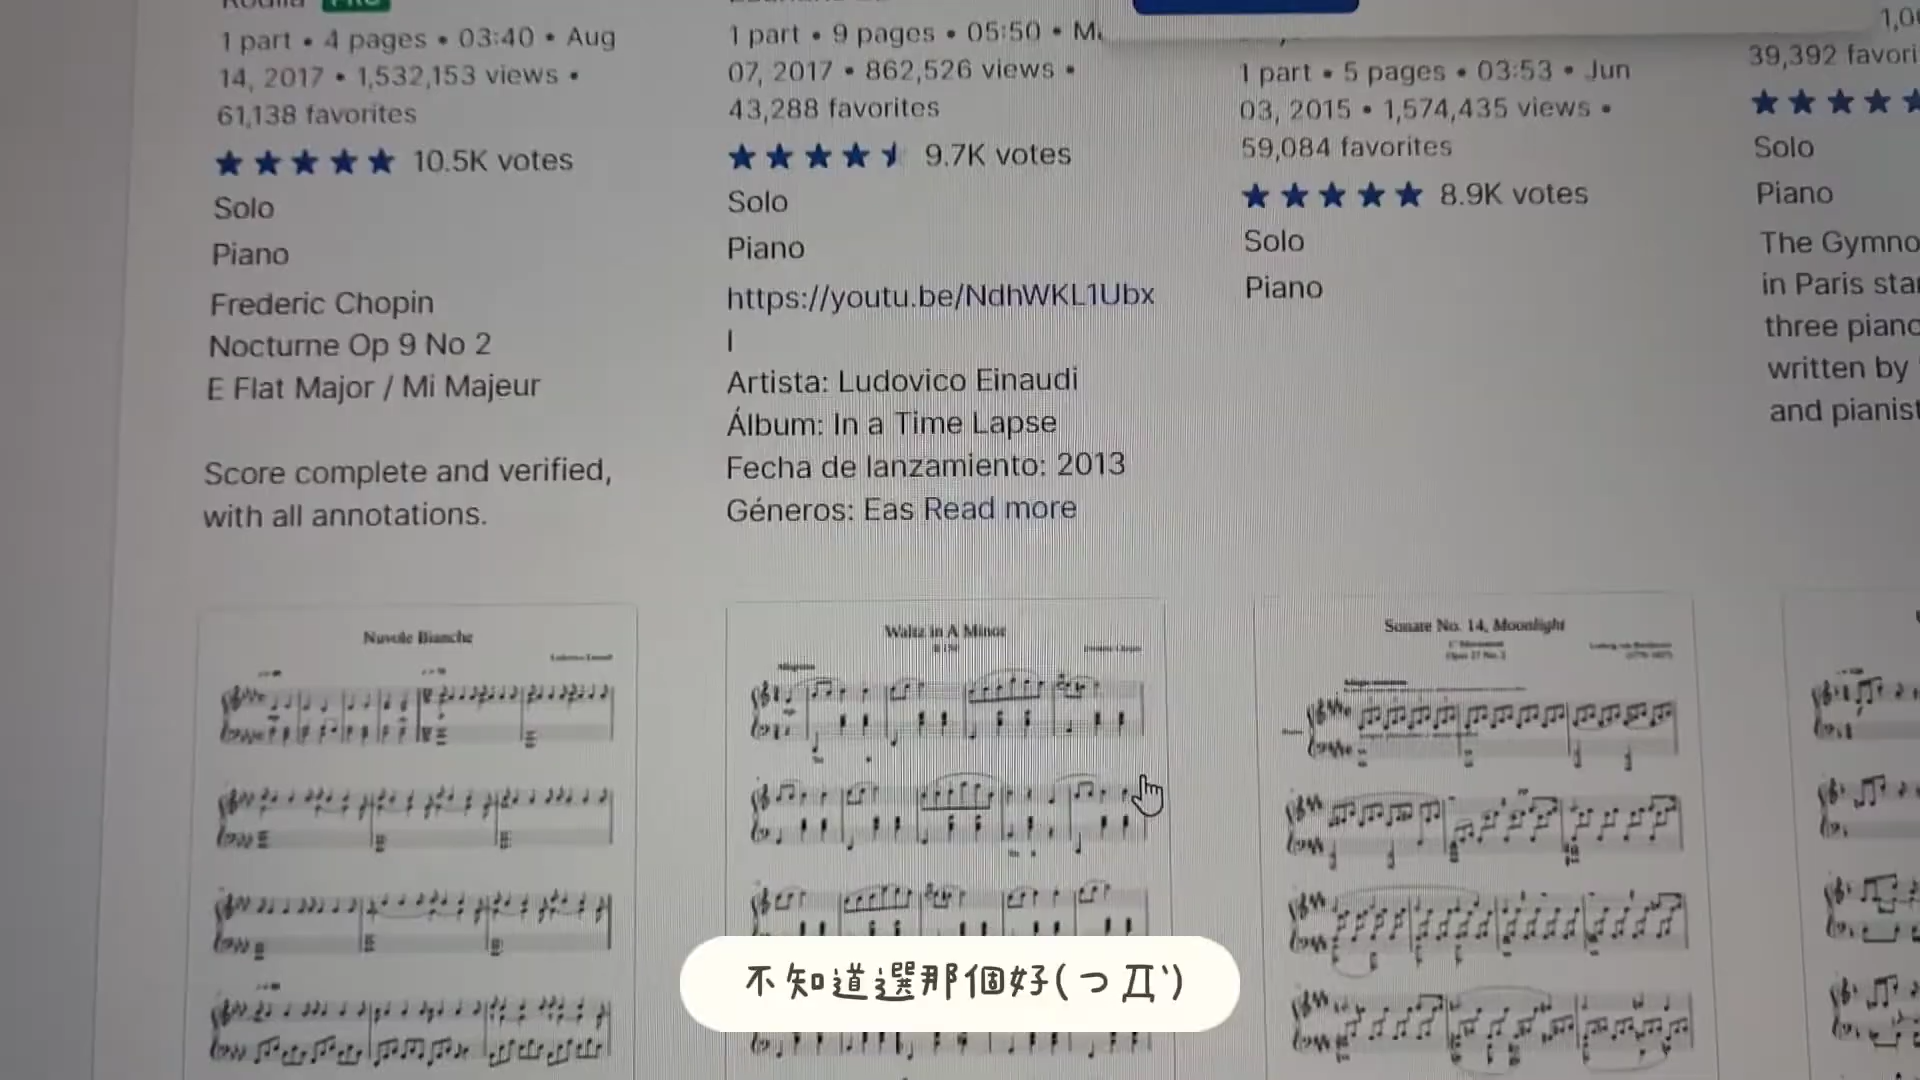 PRO
1 part • 4 pages • 03:40 • Aug
14, 2017 • 1,532,153 views •
61,138 favorites
10.5K votes
Solo
Piano
Frederic Chopin
Nocturne Op 9 No 2
E Flat Major / Mi Majeur
Score complete and verified,
with all annotations.
1 part • 9 pages • 05:50 •
07, 2017 • 862,526 views •
43,288 favorites
9.7K votes
Solo
Piano
https://youtu.be/NdhWKL1Ubx
I
Artista: Ludovico Einaudi
Álbum: In a Time Lapse
Fecha de lanzamiento: 2013
Géneros: Eas Read more
1 part • 5 pages • 03:53 • Jun
03, 2015 • 1,574,435 views •
59,084 favorites
8.9K votes
Solo
Piano
39,392 favori
Solo
Piano
The Gymno
in Paris sta
three piano
written by
and pianist
Nuvole Bianche
Waltz in A Minor
Sonate No. 14, Moonlight
不知道選那個好(つД`)